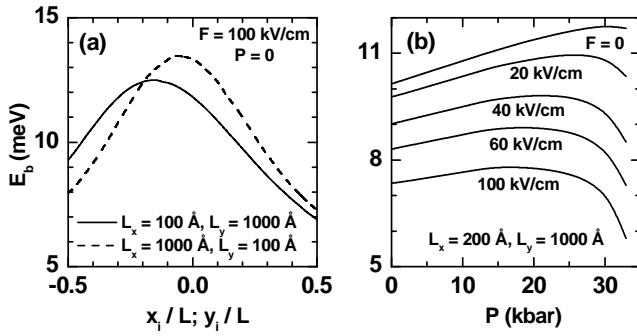 (a)
F = 100 kV/cm
P = 0
15
10
5
E_b (meV)
L_x = 100 Å, L_y = 1000 Å
L_x = 1000 Å, L_y = 100 Å
-0.5
0.0
0.5
x_i / L; y_i / L
(b)
F = 0
20 kV/cm
40 kV/cm
60 kV/cm
100 kV/cm
L_x = 200 Å, L_y = 1000 Å
11
8
5
0
10
20
30
P (kbar)